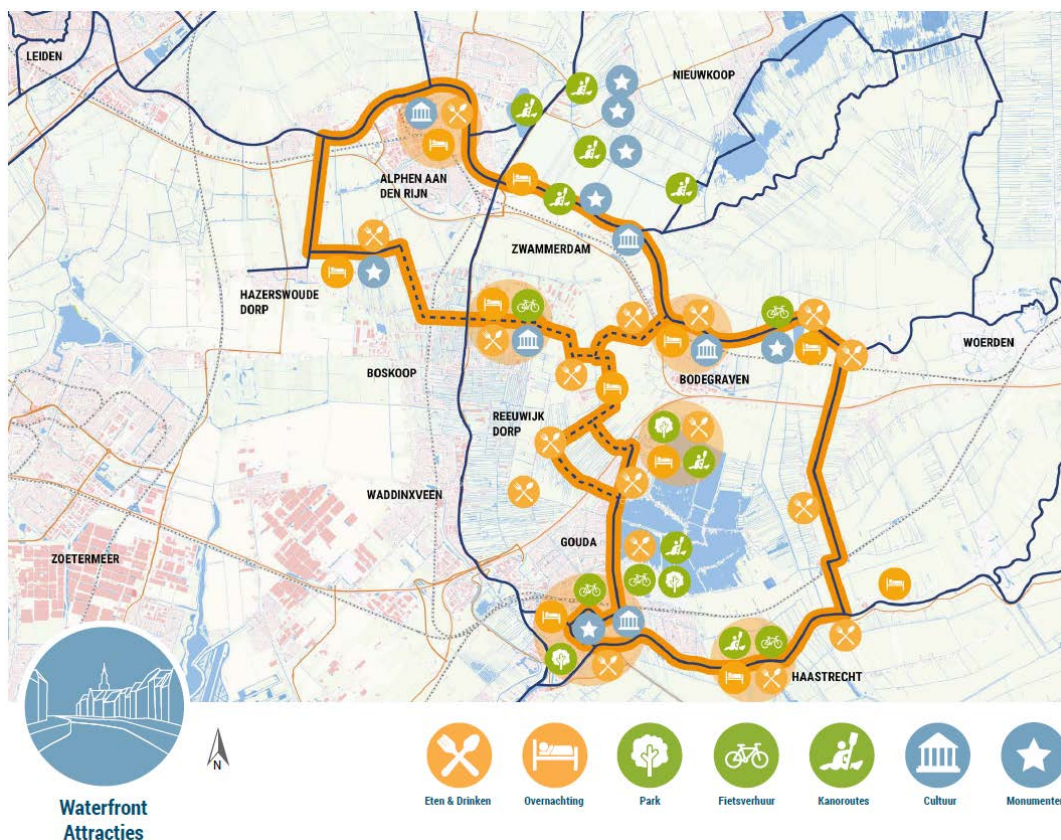 LEIDEN
NIEUWKOOP
ALPHEN AAN
DEN RIJN
ZWAMMERDAM
HAZERSWOUDE
DORP
WOERDEN
BOSKOOP
BODEGRAVEN
REEUWIJK
DORP
WADDINXVEEN
GOUDA
ZOETERMEER
HAASTRECHT
N
Eten & Drinken
Overnachting
Park
Fietsverhuur
Kanoroutes
Cultuur
Monumenten
Waterfront
Attracties